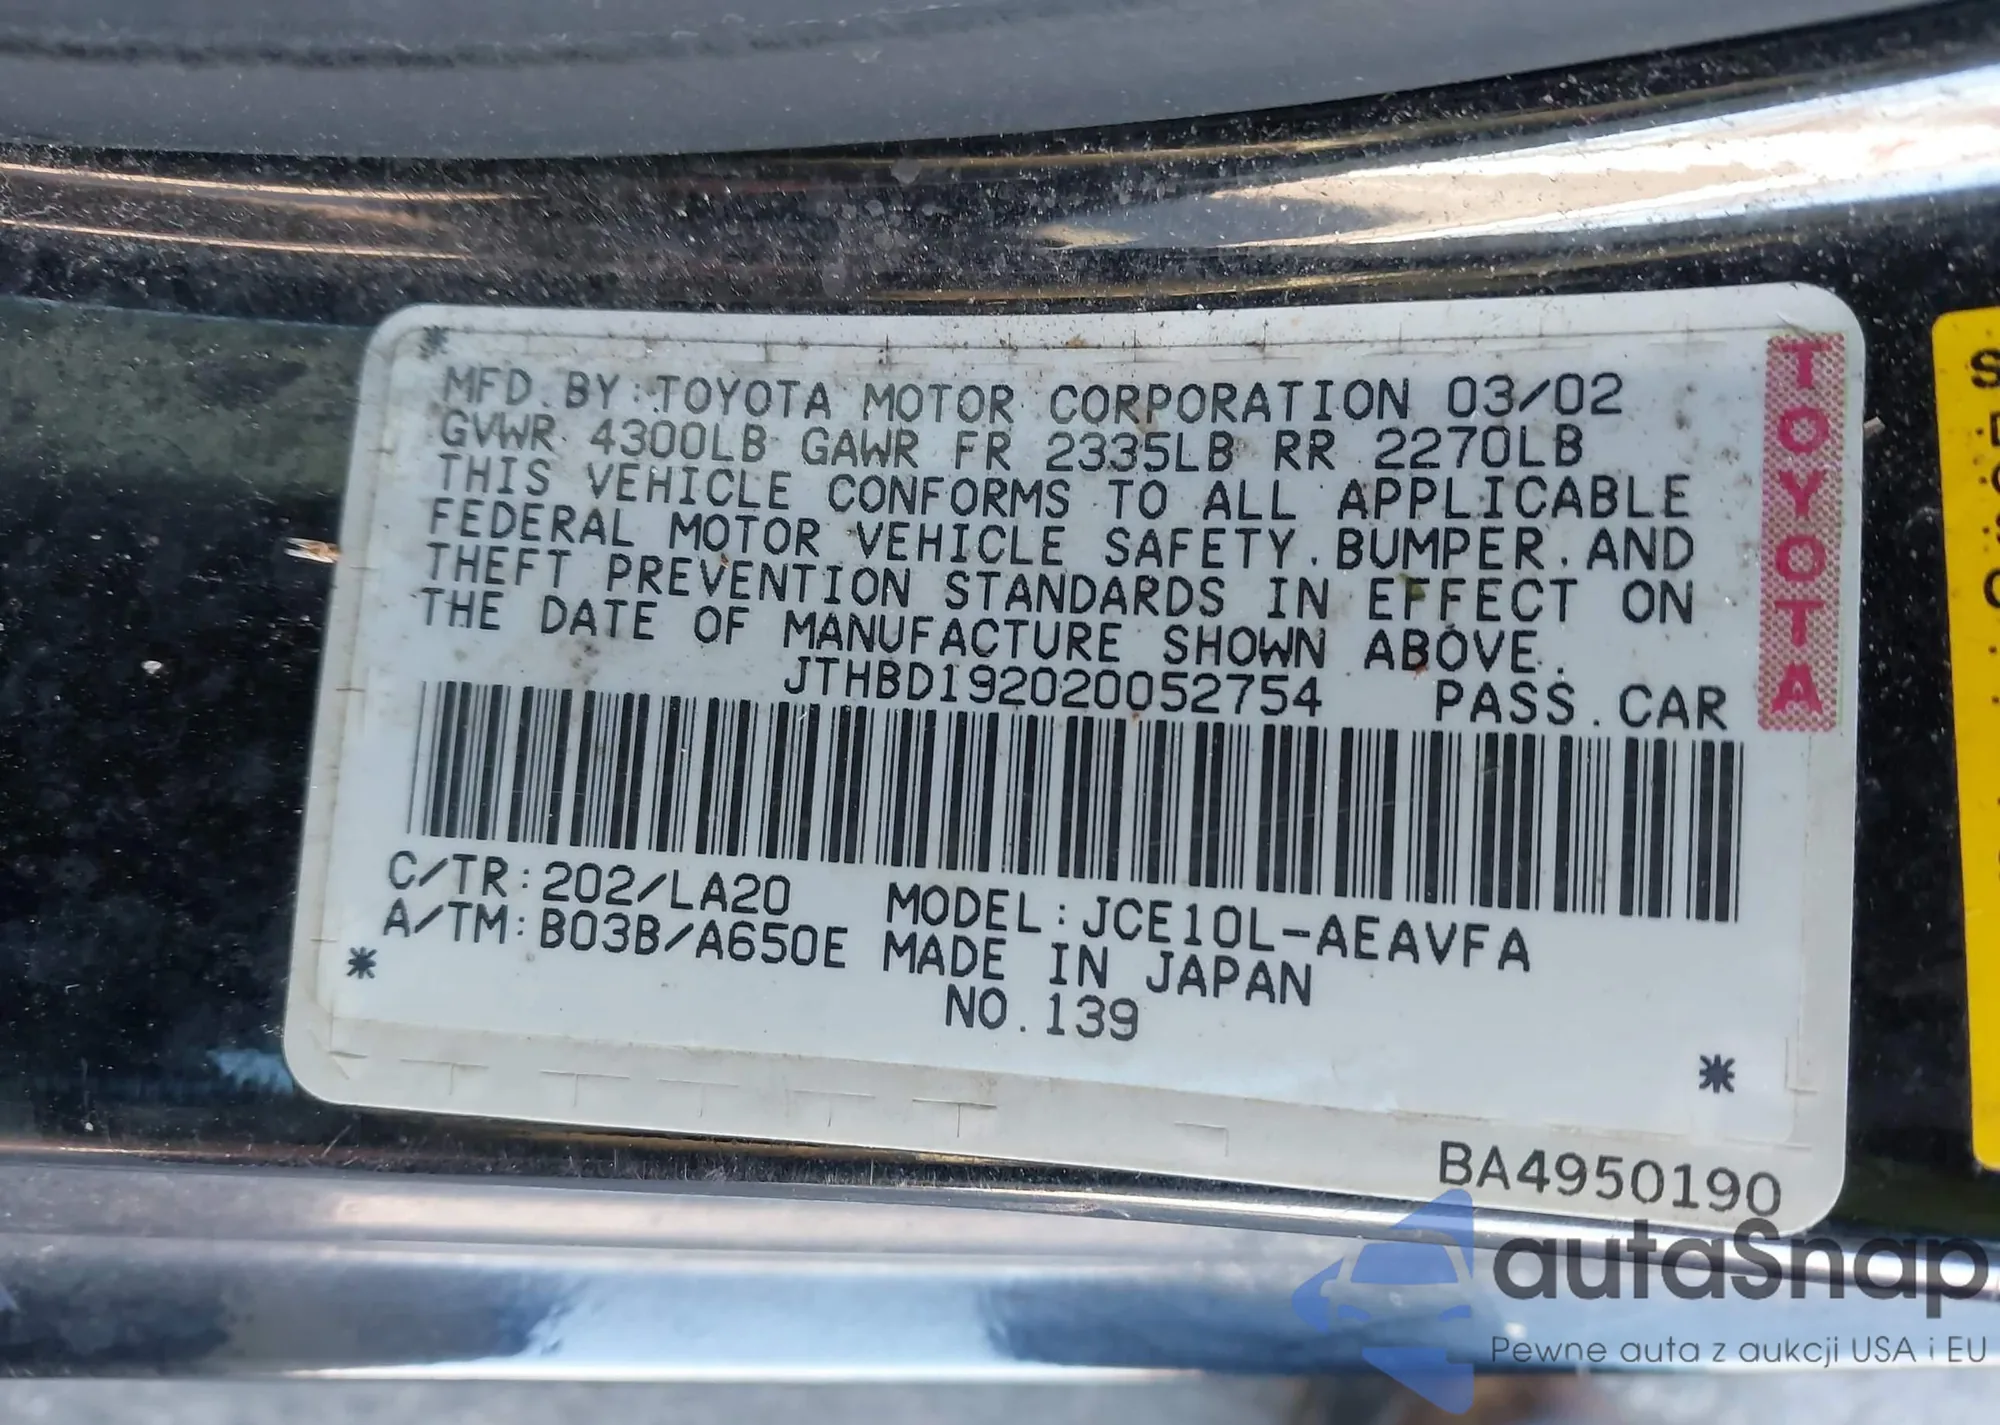 MFD.BY:TOYOTA MOTOR CORPORATION 03/02
GVWR 4300LB GAWR FR 2335LB RR 2270LB
THIS VEHICLE CONFORMS TO ALL APPLICABLE
FEDERAL MOTOR VEHICLE SAFETY.BUMPER.AND
THEFT PREVENTION STANDARDS IN EFFECT ON
THE DATE OF MANUFACTURE SHOWN ABOVE.
JTHBD192020052754 PASS.CAR
C/TR:202/LA20 MODEL:JCE10L-AEAVFA
A/TM:B03B/A650E MADE IN JAPAN
NO.139
TOYOTA
BA4950190
autaSnap
Pewne auta z aukcji USA i EU